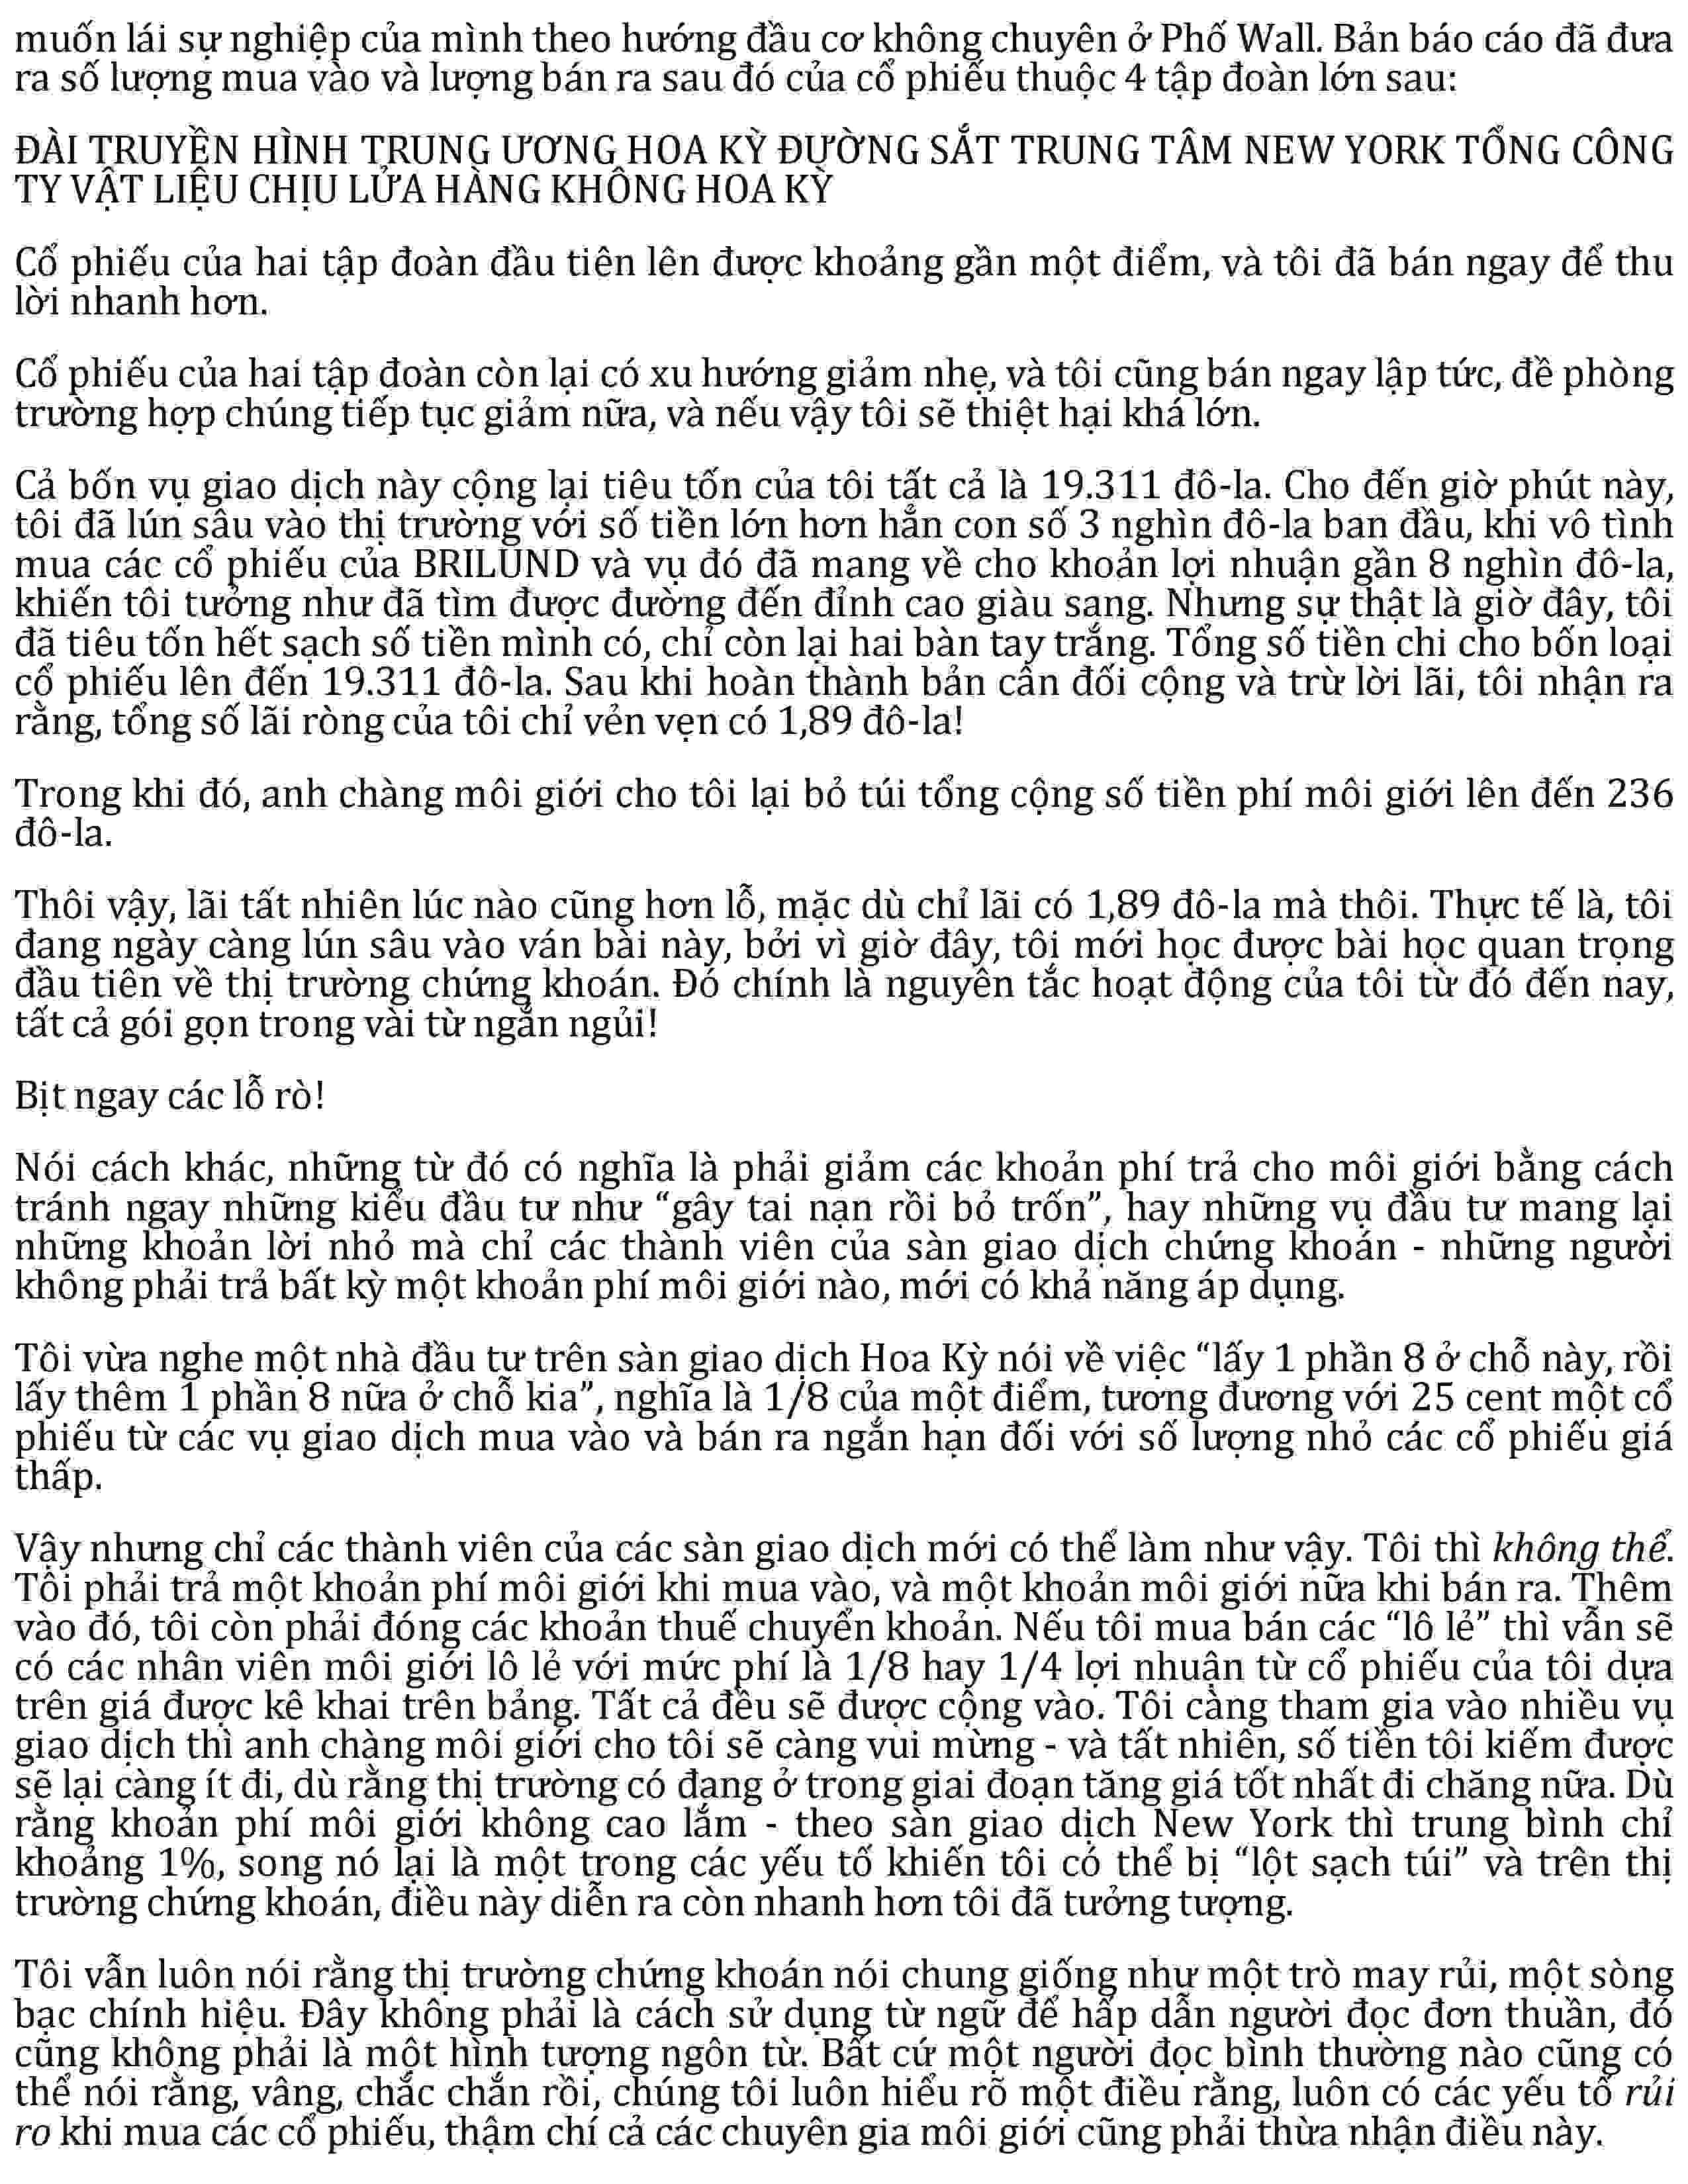 muốn lái sự nghiệp của mình theo hướng đầu cơ không chuyên ở Phố Wall. Bản báo cáo đã đưa
ra số lượng mua vào và lượng bán ra sau đó của cổ phiếu thuộc 4 tập đoàn lớn sau:
ĐÀI TRUYỀN HÌNH TRUNG ƯƠNG HOA KỲ ĐƯỜNG SẮT TRUNG TÂM NEW YORK TỔNG CÔNG
TY VẬT LIỆU CHỊU LỬA HÀNG KHÔNG HOA KỲ
Cổ phiếu của hai tập đoàn đầu tiên lên được khoảng gần một điểm, và tôi đã bán ngay để thu
lời nhanh hơn.
Cổ phiếu của hai tập đoàn còn lại có xu hướng giảm nhẹ, và tôi cũng bán ngay lập tức, đề phòng
trường hợp chúng tiếp tục giảm nữa, và nếu vậy tôi sẽ thiệt hại khá lớn.
Cả bốn vụ giao dịch này cộng lại tiêu tốn của tôi tất cả là 19.311 đô-la. Cho đến giờ phút này,
tôi đã lún sâu vào thị trường với số tiền lớn hơn hẳn con số 3 nghìn đô-la ban đầu, khi vô tình
mua các cổ phiếu của BRILUND và vụ đó đã mang về cho khoản lợi nhuận gần 8 nghìn đô-la,
khiến tôi tưởng như đã tìm được đường đến đỉnh cao giàu sang. Nhưng sự thật là giờ đây, tôi
đã tiêu tốn hết sạch số tiền mình có, chỉ còn lại hai bàn tay trắng. Tổng số tiền chi cho bốn loại
cổ phiếu lên đến 19.311 đô-la. Sau khi hoàn thành bản cân đối cộng và trừ lời lãi, tôi nhận ra
rằng, tổng số lãi ròng của tôi chỉ vẻn vẹn có 1,89 đô-la!
Trong khi đó, anh chàng môi giới cho tôi lại bỏ túi tổng cộng số tiền phí môi giới lên đến 236
đô-la.
Thôi vậy, lãi tất nhiên lúc nào cũng hơn lỗ, mặc dù chỉ lãi có 1,89 đô-la mà thôi. Thực tế là, tôi
đang ngày càng lún sâu vào ván bài này, bởi vì giờ đây, tôi mới học được bài học quan trọng
đầu tiên về thị trường chứng khoán. Đó chính là nguyên tắc hoạt động của tôi từ đó đến nay,
tất cả gói gọn trong vài từ ngắn ngủi!
Bịt ngay các lỗ rò!
Nói cách khác, những từ đó có nghĩa là phải giảm các khoản phí trả cho môi giới bằng cách
tránh ngay những kiểu đầu tư như “gây tai nạn rồi bỏ trốn”, hay những vụ đầu tư mang lại
những khoản lời nhỏ mà chỉ các thành viên của sàn giao dịch chứng khoán - những người
không phải trả bất kỳ một khoản phí môi giới nào, mới có khả năng áp dụng.
Tôi vừa nghe một nhà đầu tư trên sàn giao dịch Hoa Kỳ nói về việc “lấy 1 phần 8 ở chỗ này, rồi
lấy thêm 1 phần 8 nữa ở chỗ kia”, nghĩa là 1/8 của một điểm, tương đương với 25 cent một cổ
phiếu từ các vụ giao dịch mua vào và bán ra ngắn hạn đối với số lượng nhỏ các cổ phiếu giá
thấp.
Vậy nhưng chỉ các thành viên của các sàn giao dịch mới có thể làm như vậy. Tôi thì không thể.
Tôi phải trả một khoản phí môi giới khi mua vào, và một khoản môi giới nữa khi bán ra. Thêm
vào đó, tôi còn phải đóng các khoản thuế chuyển khoản. Nếu tôi mua bán các “lô lẻ” thì vẫn sẽ
có các nhân viên môi giới lô lẻ với mức phí là 1/8 hay 1/4 lợi nhuận từ cổ phiếu của tôi dựa
trên giá được kê khai trên bảng. Tất cả đều sẽ được cộng vào. Tôi càng tham gia vào nhiều vụ
giao dịch thì anh chàng môi giới cho tôi sẽ càng vui mừng - và tất nhiên, số tiền tôi kiếm được
sẽ lại càng ít đi, dù rằng thị trường có đang ở trong giai đoạn tăng giá tốt nhất đi chăng nữa. Dù
rằng khoản phí môi giới không cao lắm - theo sàn giao dịch New York thì trung bình chỉ
khoảng 1%, song nó lại là một trong các yếu tố khiến tôi có thể bị “lột sạch túi” và trên thị
trường chứng khoán, điều này diễn ra còn nhanh hơn tôi đã tưởng tượng.
Tôi vẫn luôn nói rằng thị trường chứng khoán nói chung giống như một trò may rủi, một sòng
bạc chính hiệu. Đây không phải là cách sử dụng từ ngữ để hấp dẫn người đọc đơn thuần, đó
cũng không phải là một hình tượng ngôn từ. Bất cứ một người đọc bình thường nào cũng có
thể nói rằng, vâng, chắc chắn rồi, chúng tôi luôn hiểu rõ một điều rằng, luôn có các yếu tố rủi
ro khi mua các cổ phiếu, thậm chí cả các chuyên gia môi giới cũng phải thừa nhận điều này.